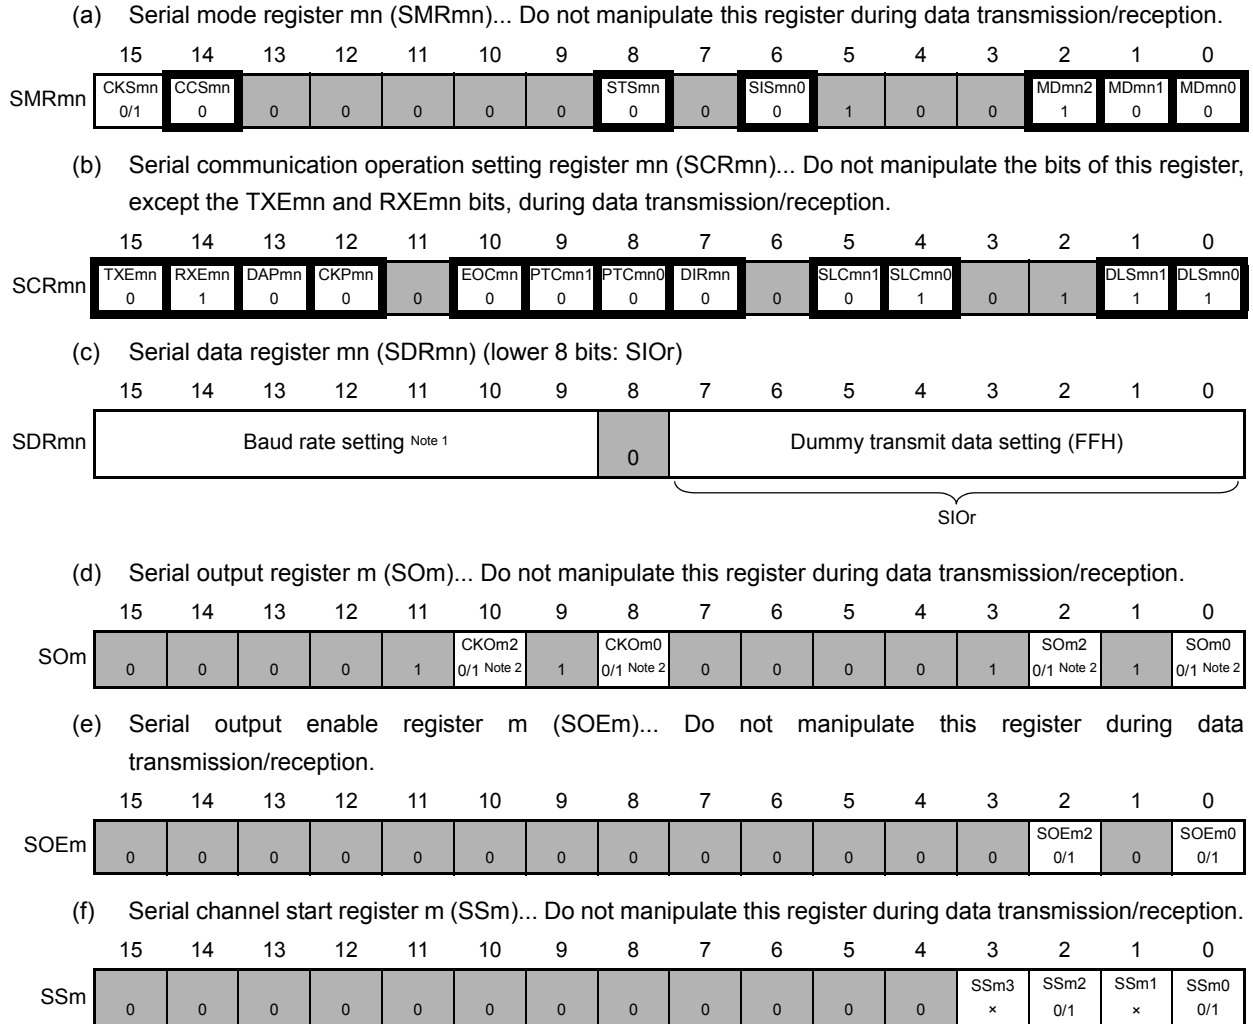 (a) Serial mode register mn (SMRmn)... Do not manipulate this register during data transmission/reception.
15 14 13 12 11 10 9 8 7 6 5 4 3 2 1 0
CKSmn CCSmn STSmn SISmn0 MDmn2 MDmn1 MDmn0
SMRmn 0/1 0 0 0 0 0 0 0 0 0 1 0 0 1 0 0
(b) Serial communication operation setting register mn (SCRmn)... Do not manipulate the bits of this register,
except the TXEmn and RXEmn bits, during data transmission/reception.
15 14 13 12 11 10 9 8 7 6 5 4 3 2 1 0
TXEmn RXEmn DAPmn CKPmn EOCmn PTCmn1 PTCmn0 DIRmn SLCmn1 SLCmn0 DLSmn1 DLSmn0
SCRmn 0 1 0 0 0 0 0 0 0 0 0 1 0 1 1 1
(c) Serial data register mn (SDRmn) (lower 8 bits: SIOr)
15 14 13 12 11 10 9 8 7 6 5 4 3 2 1 0
SDRmn Baud rate setting Note 1 0 Dummy transmit data setting (FFH)
SIOr
(d) Serial output register m (SOm)... Do not manipulate this register during data transmission/reception.
15 14 13 12 11 10 9 8 7 6 5 4 3 2 1 0
CKOm2 CKOm0 SOm2 SOm0
SOm 0 0 0 0 1 0/1 Note 2 1 0/1 Note 2 0 0 0 0 1 0/1 Note 2 1 0/1 Note 2
(e) Serial output enable register m (SOEm)... Do not manipulate this register during data
transmission/reception.
15 14 13 12 11 10 9 8 7 6 5 4 3 2 1 0
SOEm2 SOEm0
SOEm 0 0 0 0 0 0 0 0 0 0 0 0 0 0/1 0 0/1
(f) Serial channel start register m (SSm)... Do not manipulate this register during data transmission/reception.
15 14 13 12 11 10 9 8 7 6 5 4 3 2 1 0
SSm3 SSm2 SSm1 SSm0
SSm 0 0 0 0 0 0 0 0 0 0 0 0 × 0/1 × 0/1